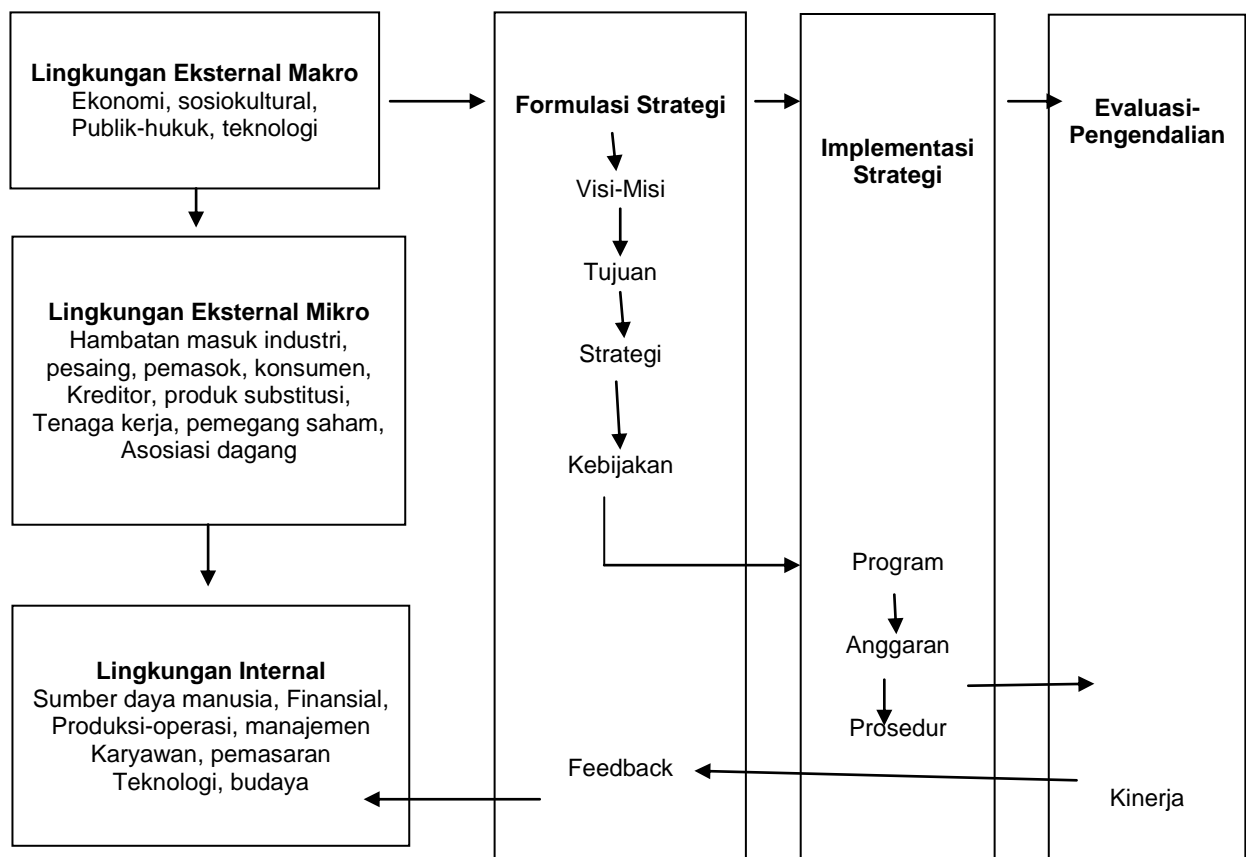 Lingkungan Eksternal Makro
Ekonomi, sosiokultural,
Publik-hukuk, teknologi
Lingkungan Eksternal Mikro
Hambatan masuk industri,
pesaing, pemasok, konsumen,
Kreditor, produk substitusi,
Tenaga kerja, pemegang saham,
Asosiasi dagang
Lingkungan Internal
Sumber daya manusia, Finansial,
Produksi-operasi, manajemen
Karyawan, pemasaran
Teknologi, budaya
Formulasi Strategi
Visi-Misi
Tujuan
Strategi
Kebijakan
Feedback
Implementasi
Strategi
Program
Anggaran
Prosedur
Evaluasi-
Pengendalian
Kinerja